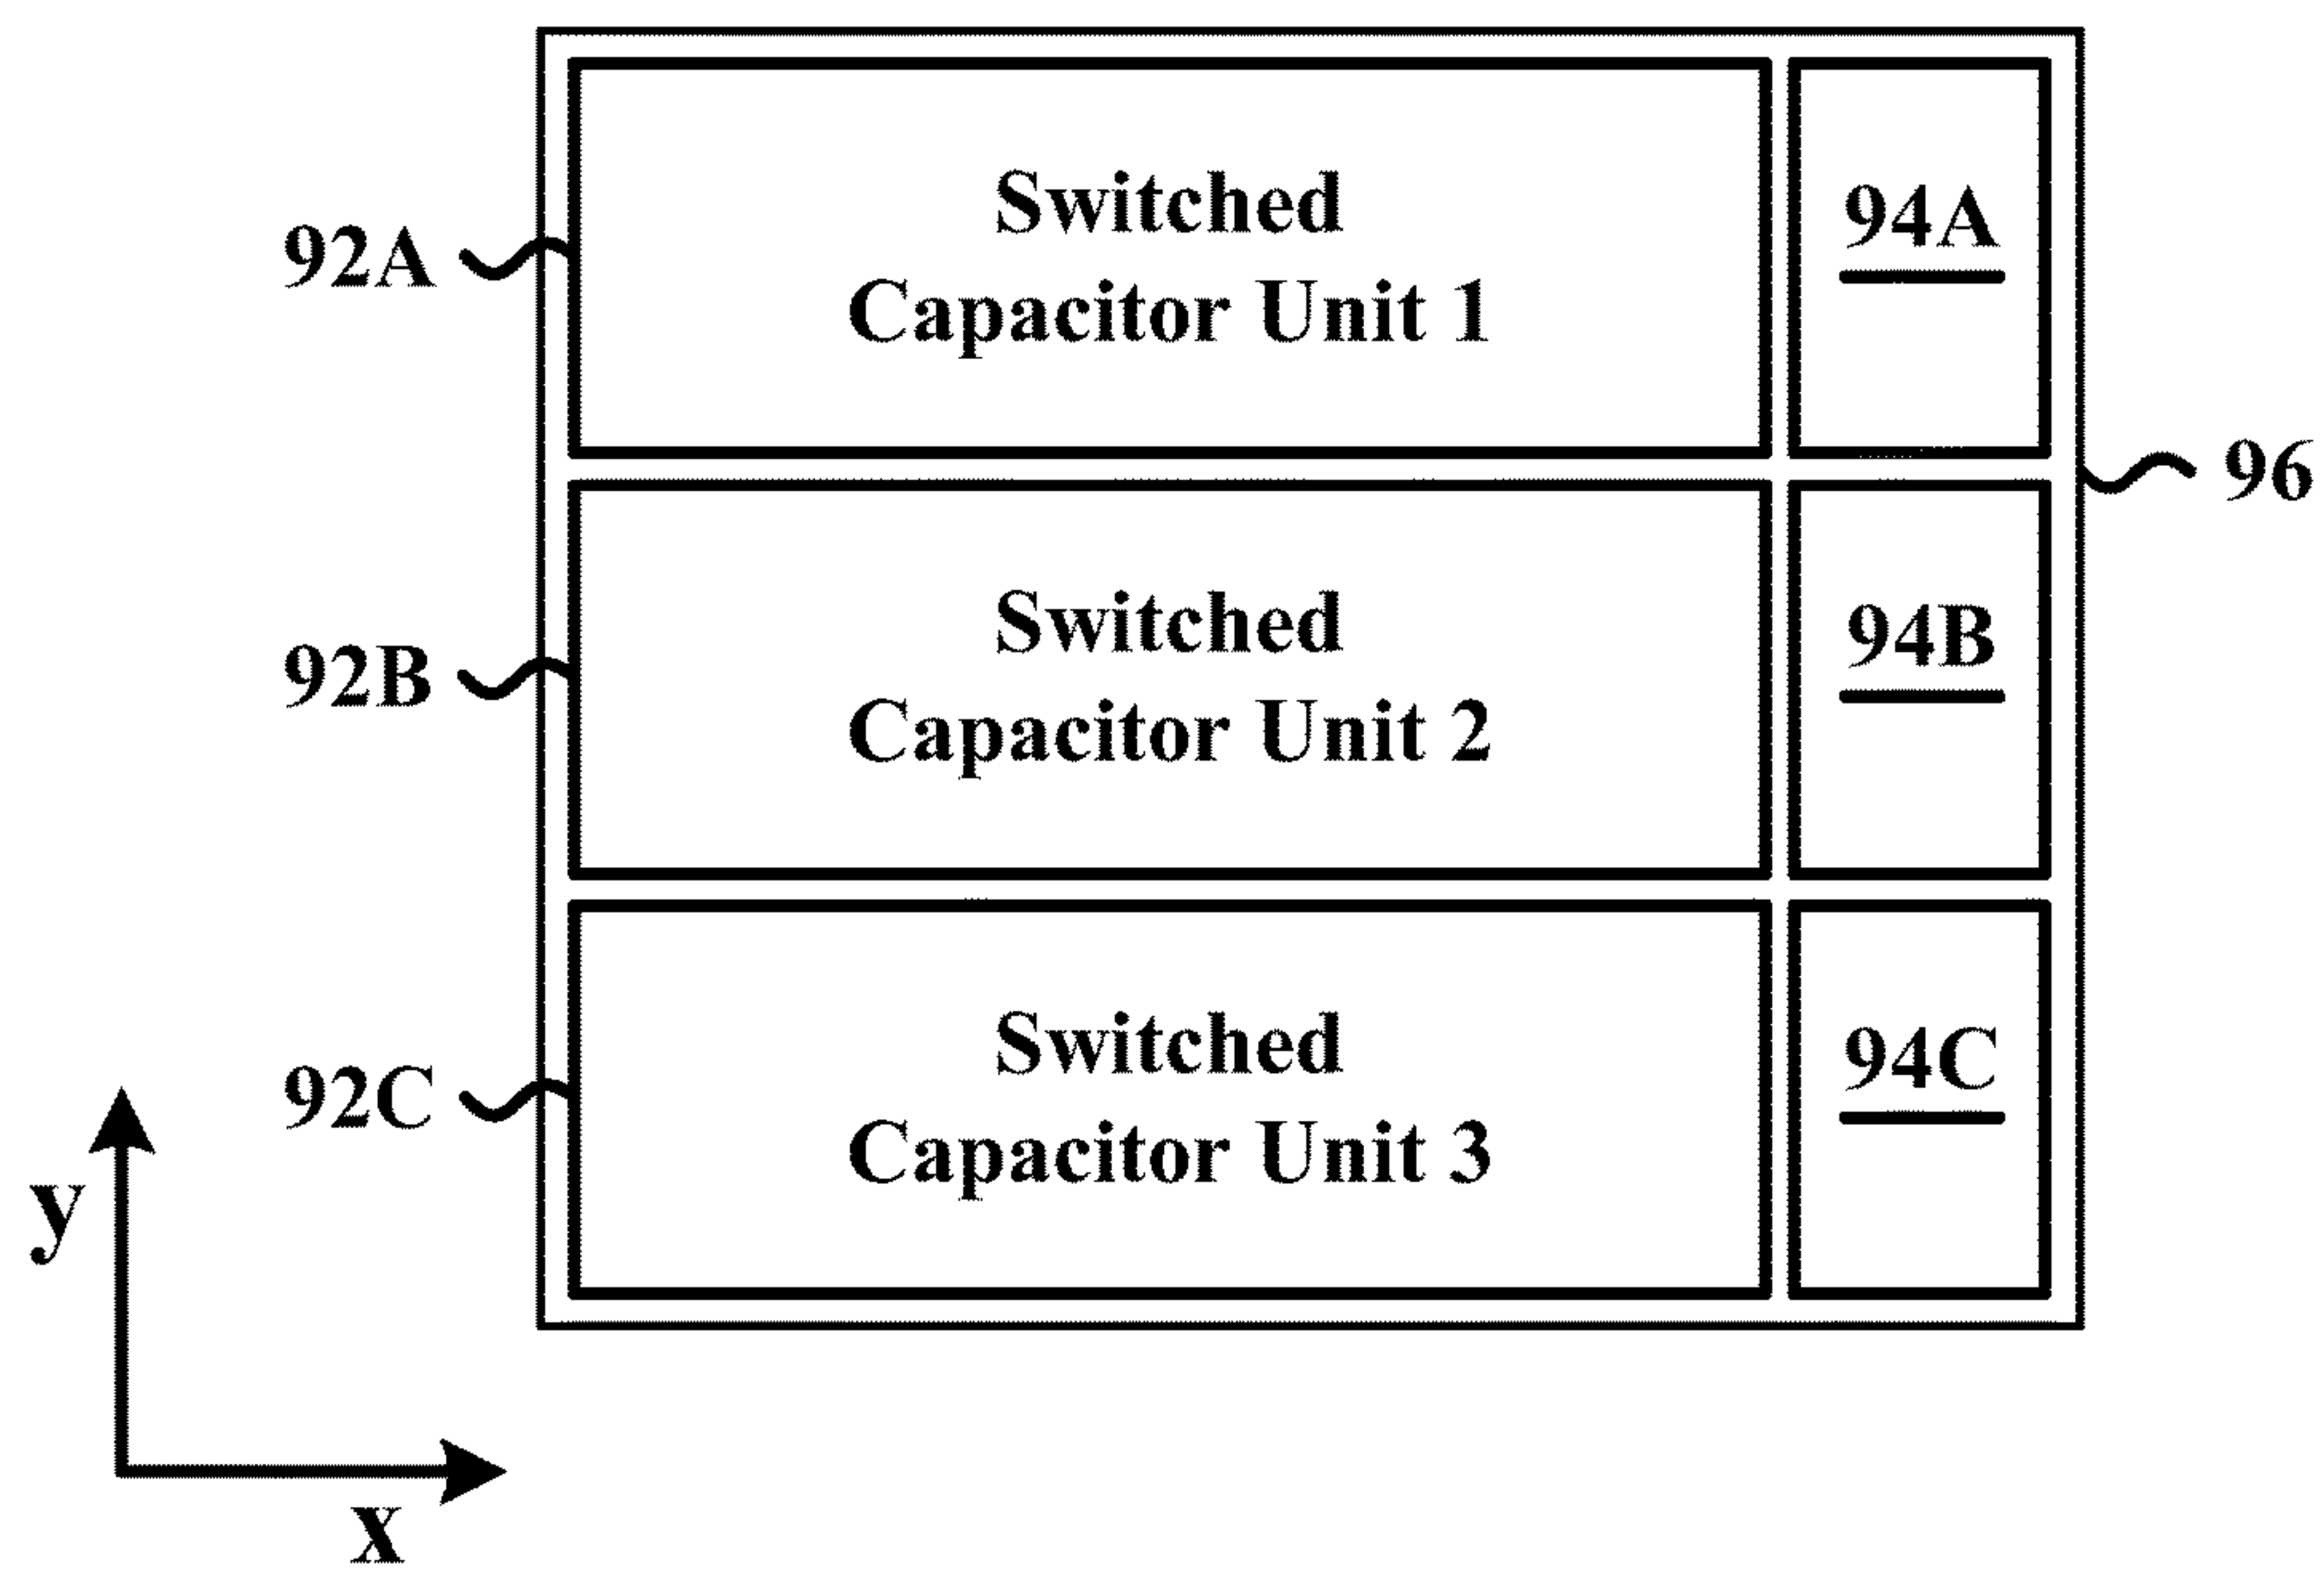 Switched
Capacitor Unit 1
92A
94A
96
Switched
Capacitor Unit 2
92B
94B
Switched
Capacitor Unit 3
92C
94C
y
x